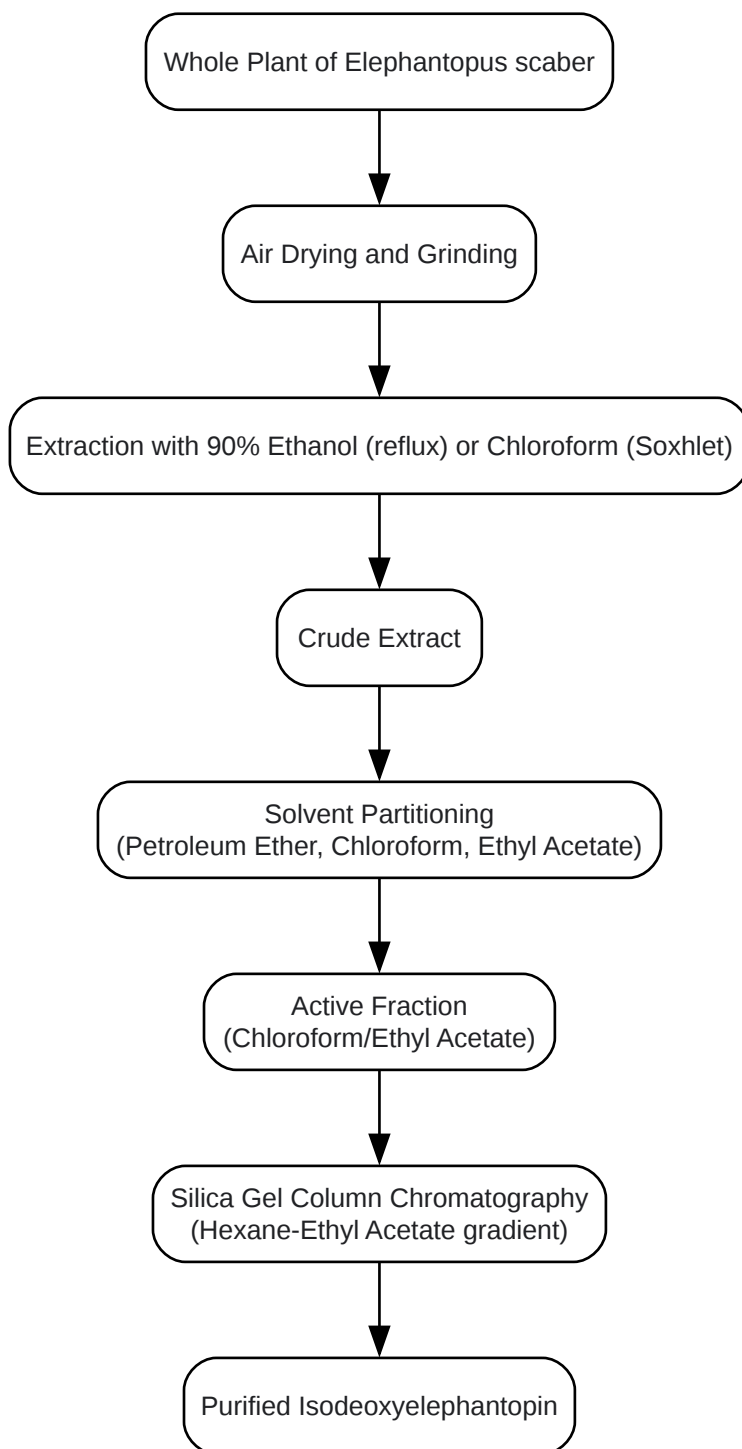 Whole Plant of Elephantopus scaber
Air Drying and Grinding
Extraction with 90% Ethanol (reflux) or Chloroform (Soxhlet)
Crude Extract
Solvent Partitioning
(Petroleum Ether, Chloroform, Ethyl Acetate)
Active Fraction
(Chloroform/Ethyl Acetate)
Silica Gel Column Chromatography
(Hexane-Ethyl Acetate gradient)
Purified Isodeoxyelephantopin